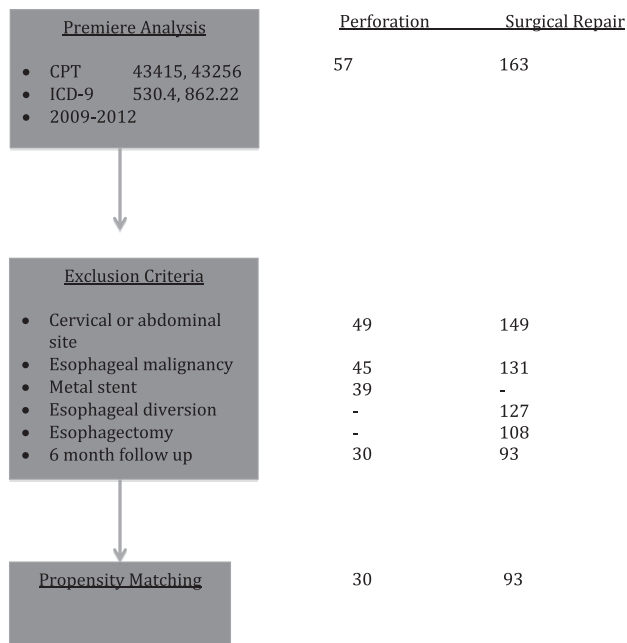 Premiere Analysis Perforation Surgical Repair
• CPT 43415, 43256 57 163
• ICD-9 530.4, 862.22
• 2009-2012
Exclusion Criteria
• Cervical or abdominal 49 149
site
• Esophageal malignancy 45 131
• Metal stent 39 -
• Esophageal diversion - 127
• Esophagectomy - 108
• 6 month follow up 30 93
Propensity Matching 30 93